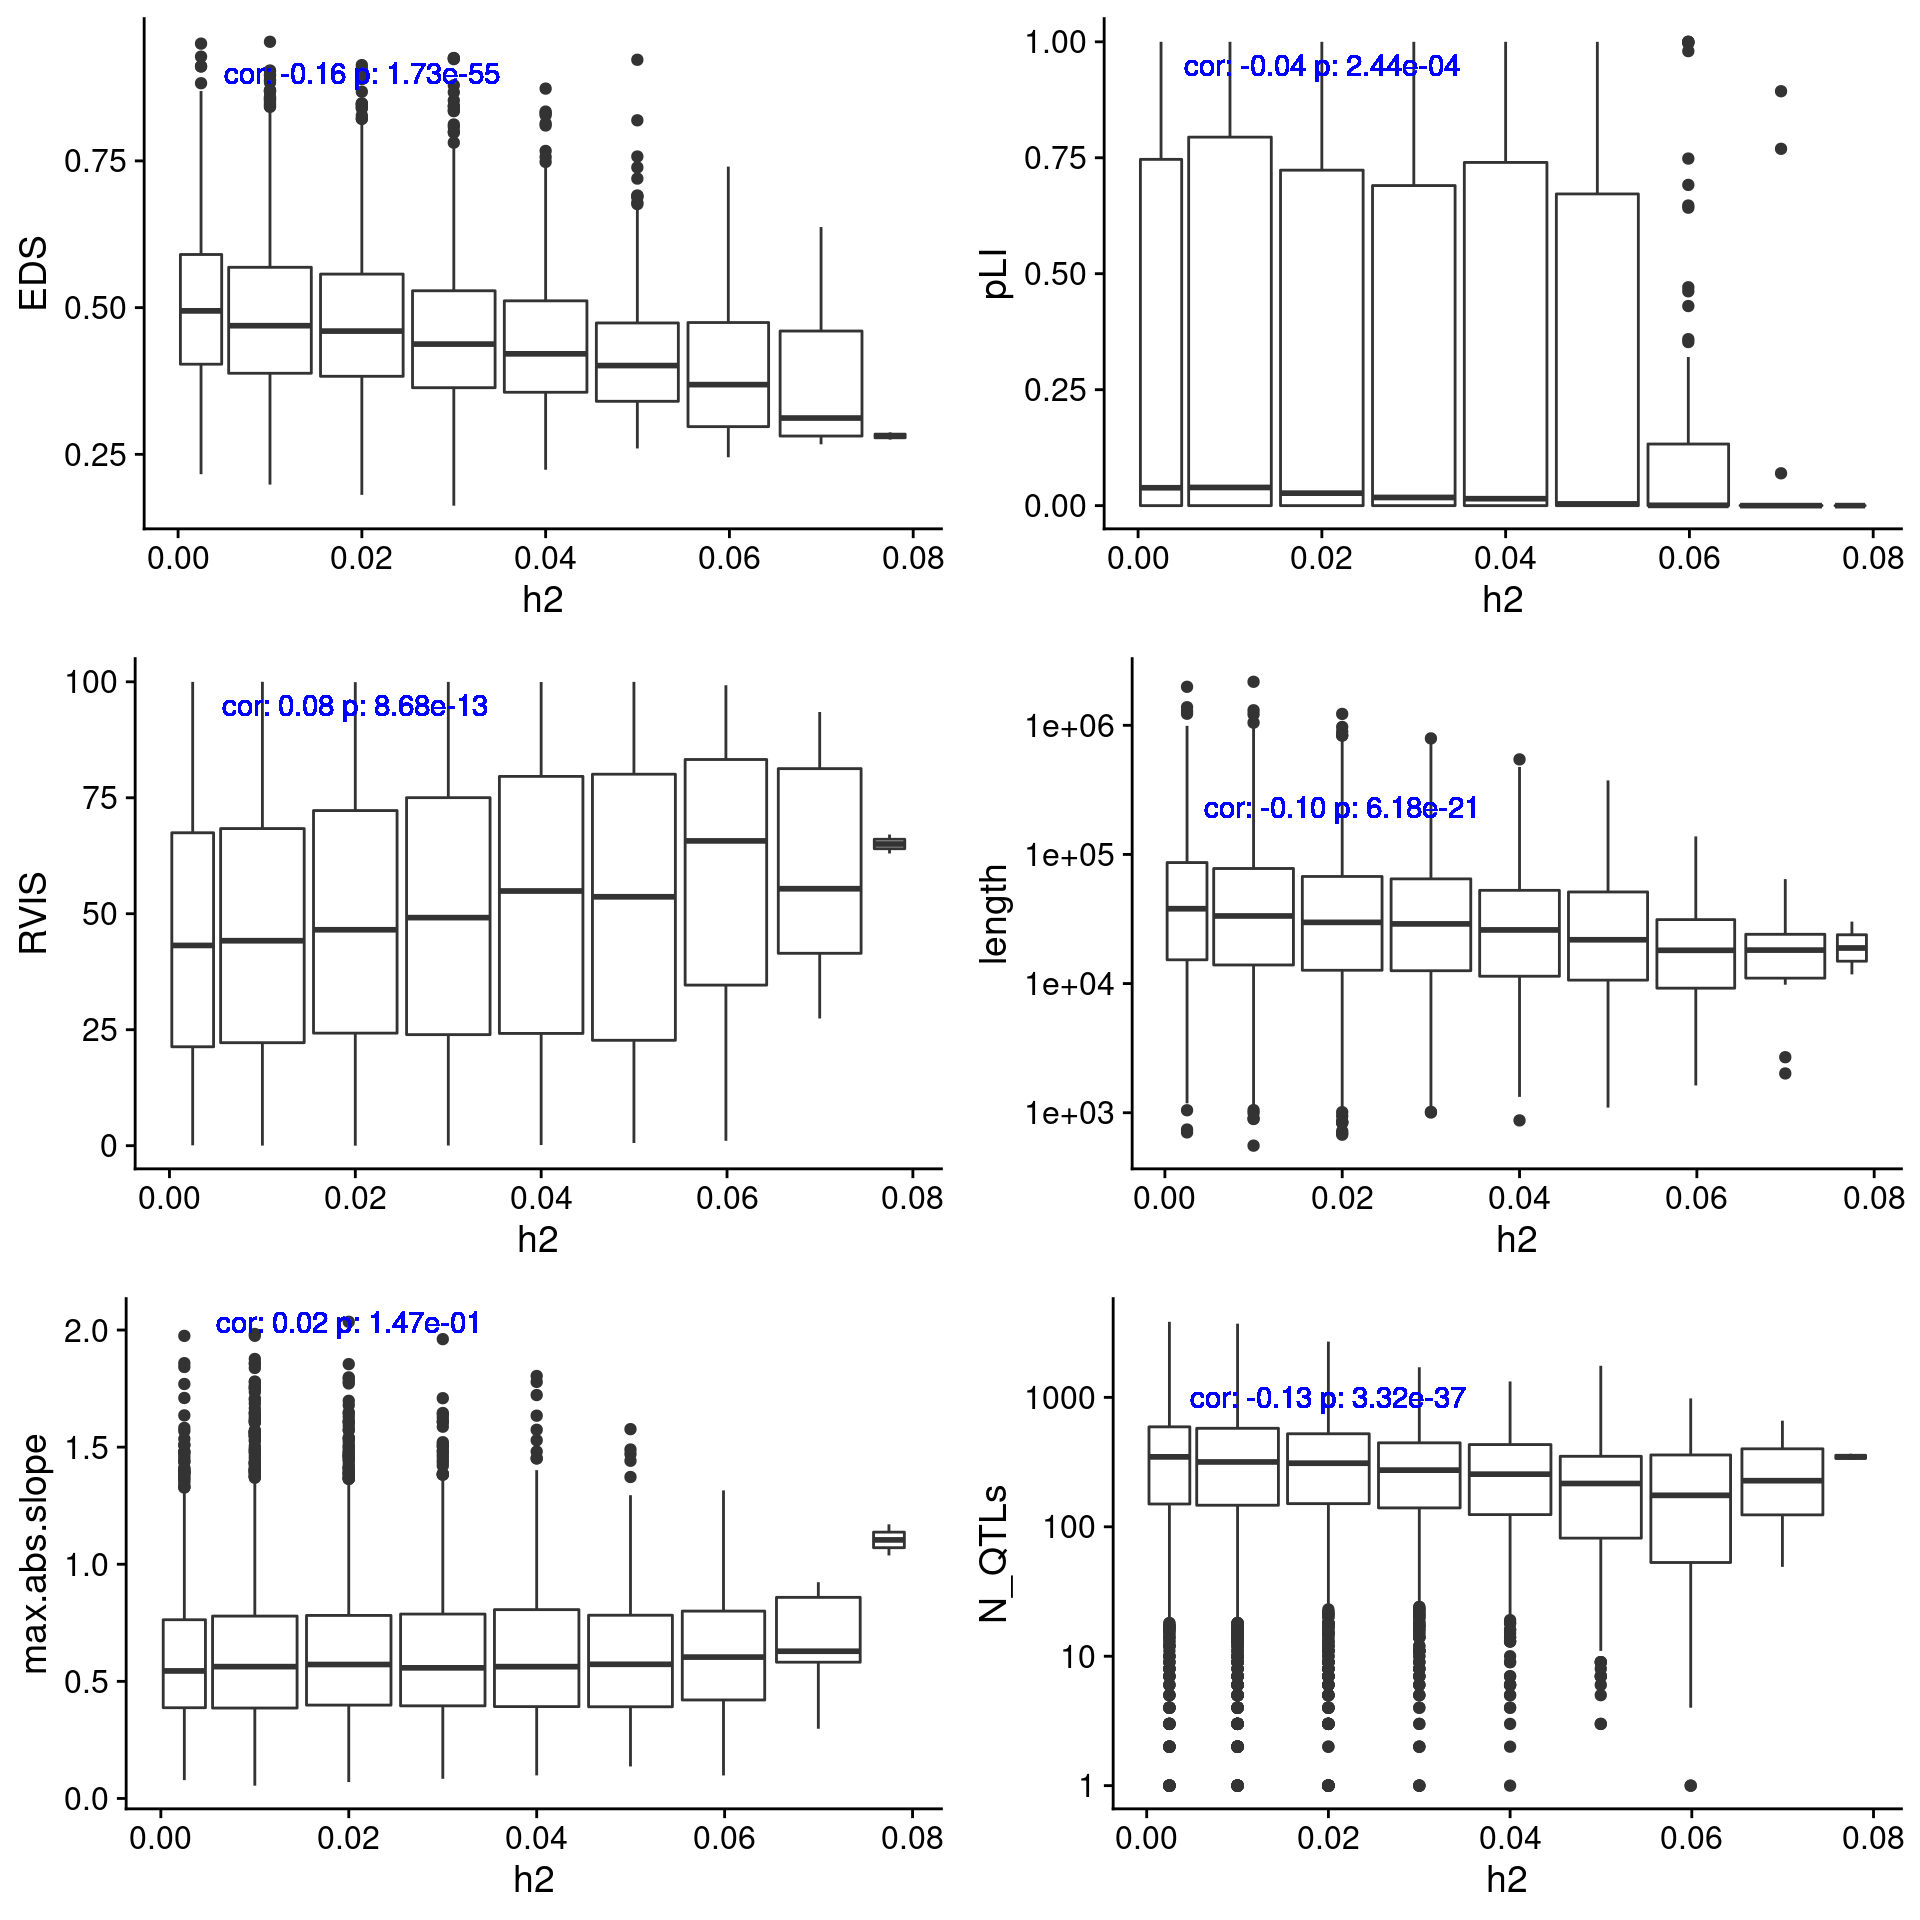 EDS
0.75
0.50
0.25
cor: -0.16 p: 1.73e-55
0.00 0.02 0.04 0.06 0.08
h2
pLI
1.00
0.75
0.50
0.25
0.00
cor: -0.04 p: 2.44e-04
0.00 0.02 0.04 0.06 0.08
h2
RVIS
100
75
50
25
0
cor: 0.08 p: 8.68e-13
0.00 0.02 0.04 0.06 0.08
h2
length
1e+06
1e+05
1e+04
1e+03
cor: -0.10 p: 6.18e-21
0.00 0.02 0.04 0.06 0.08
h2
max.abs.slope
2.0
1.5
1.0
0.5
0.0
cor: 0.02 p: 1.47e-01
0.00 0.02 0.04 0.06 0.08
h2
N_QTLs
1000
100
10
1
cor: -0.13 p: 3.32e-37
0.00 0.02 0.04 0.06 0.08
h2